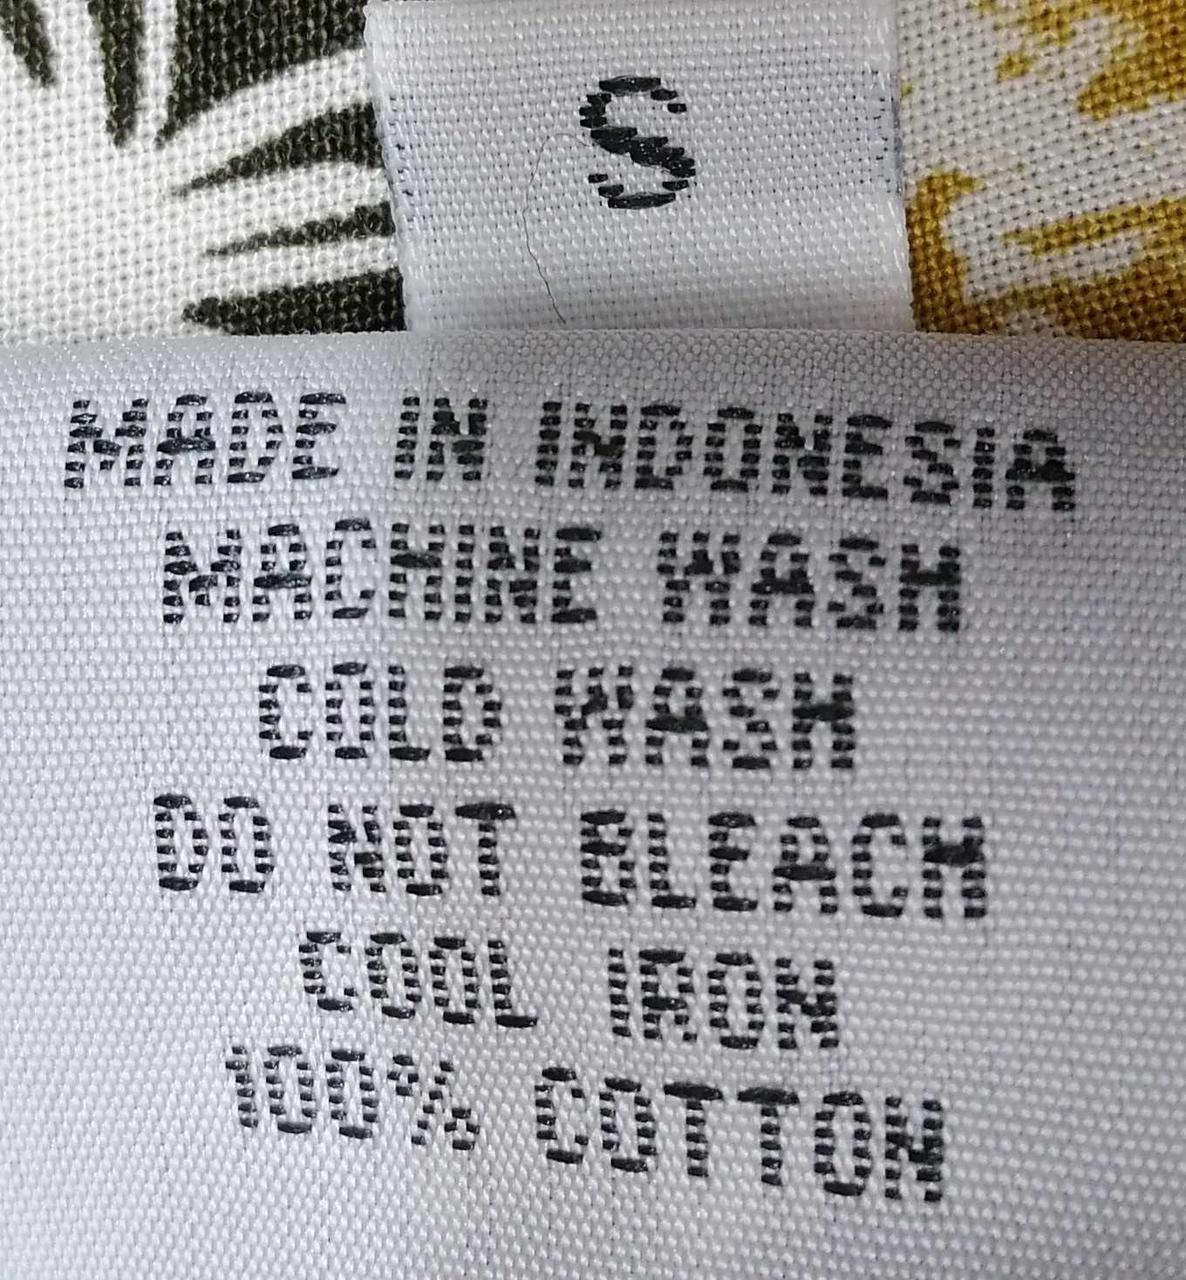 S
MADE IN INDONESIA
MACHINE WASH
COLD WASH
DO NOT BLEACH
COOL IRON
100% COTTON